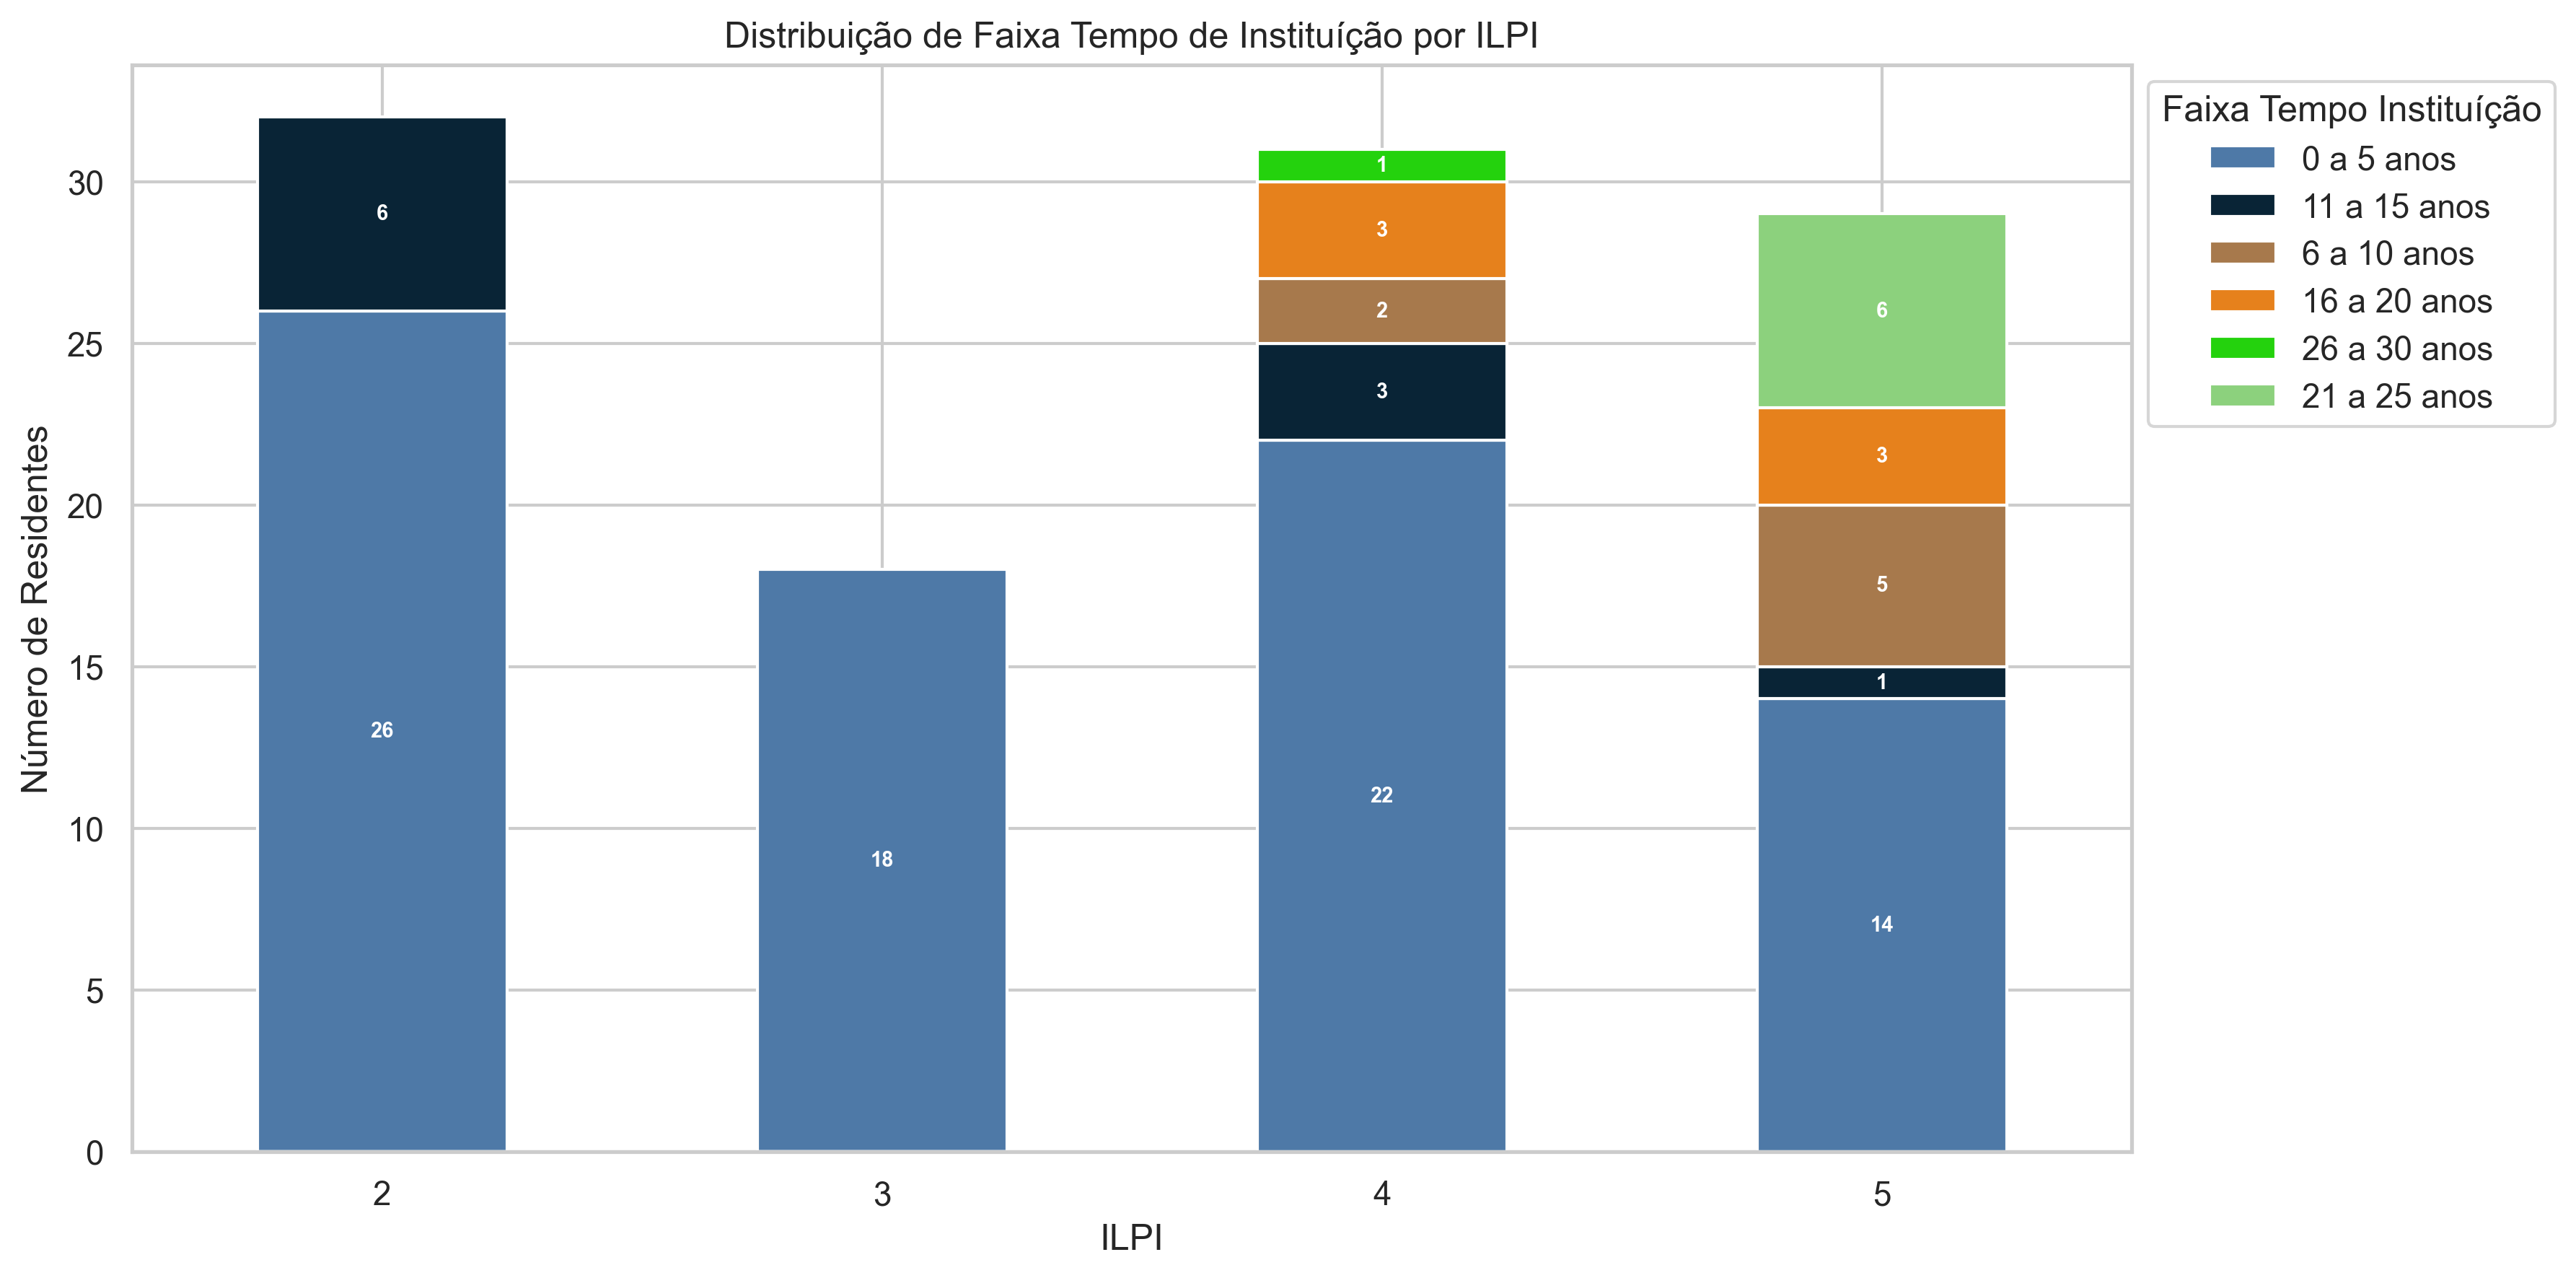 Distribuição de Faixa Tempo de Instituíção por ILPI
Número de Residentes
30
25
20
15
10
5
0
6
26
18
1
3
2
3
22
6
3
5
1
14
2
3
4
5
ILPI
Faixa Tempo Instituíção
0 a 5 anos
11 a 15 anos
6 a 10 anos
16 a 20 anos
26 a 30 anos
21 a 25 anos